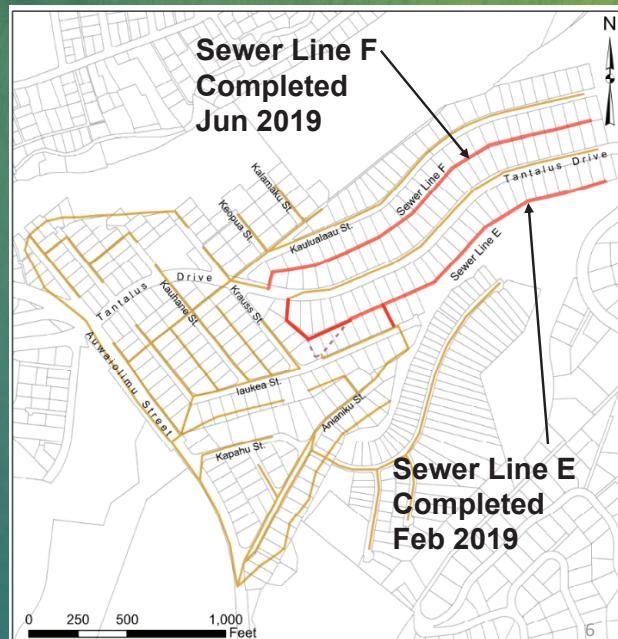 N
Sewer Line F
Completed
Jun 2019
Kalamaku St.
Keopua St.
Kaulualaau St.
Sewer Line F
Tantalus Drive
Sewer Line E
Tantalus Drive
Krauss St.
Kauhane St.
Auwaiolimu Street
Iaukea St.
Anianiku St.
Kapahu St.
Sewer Line E
Completed
Feb 2019
0 250 500 1,000
Feet
6